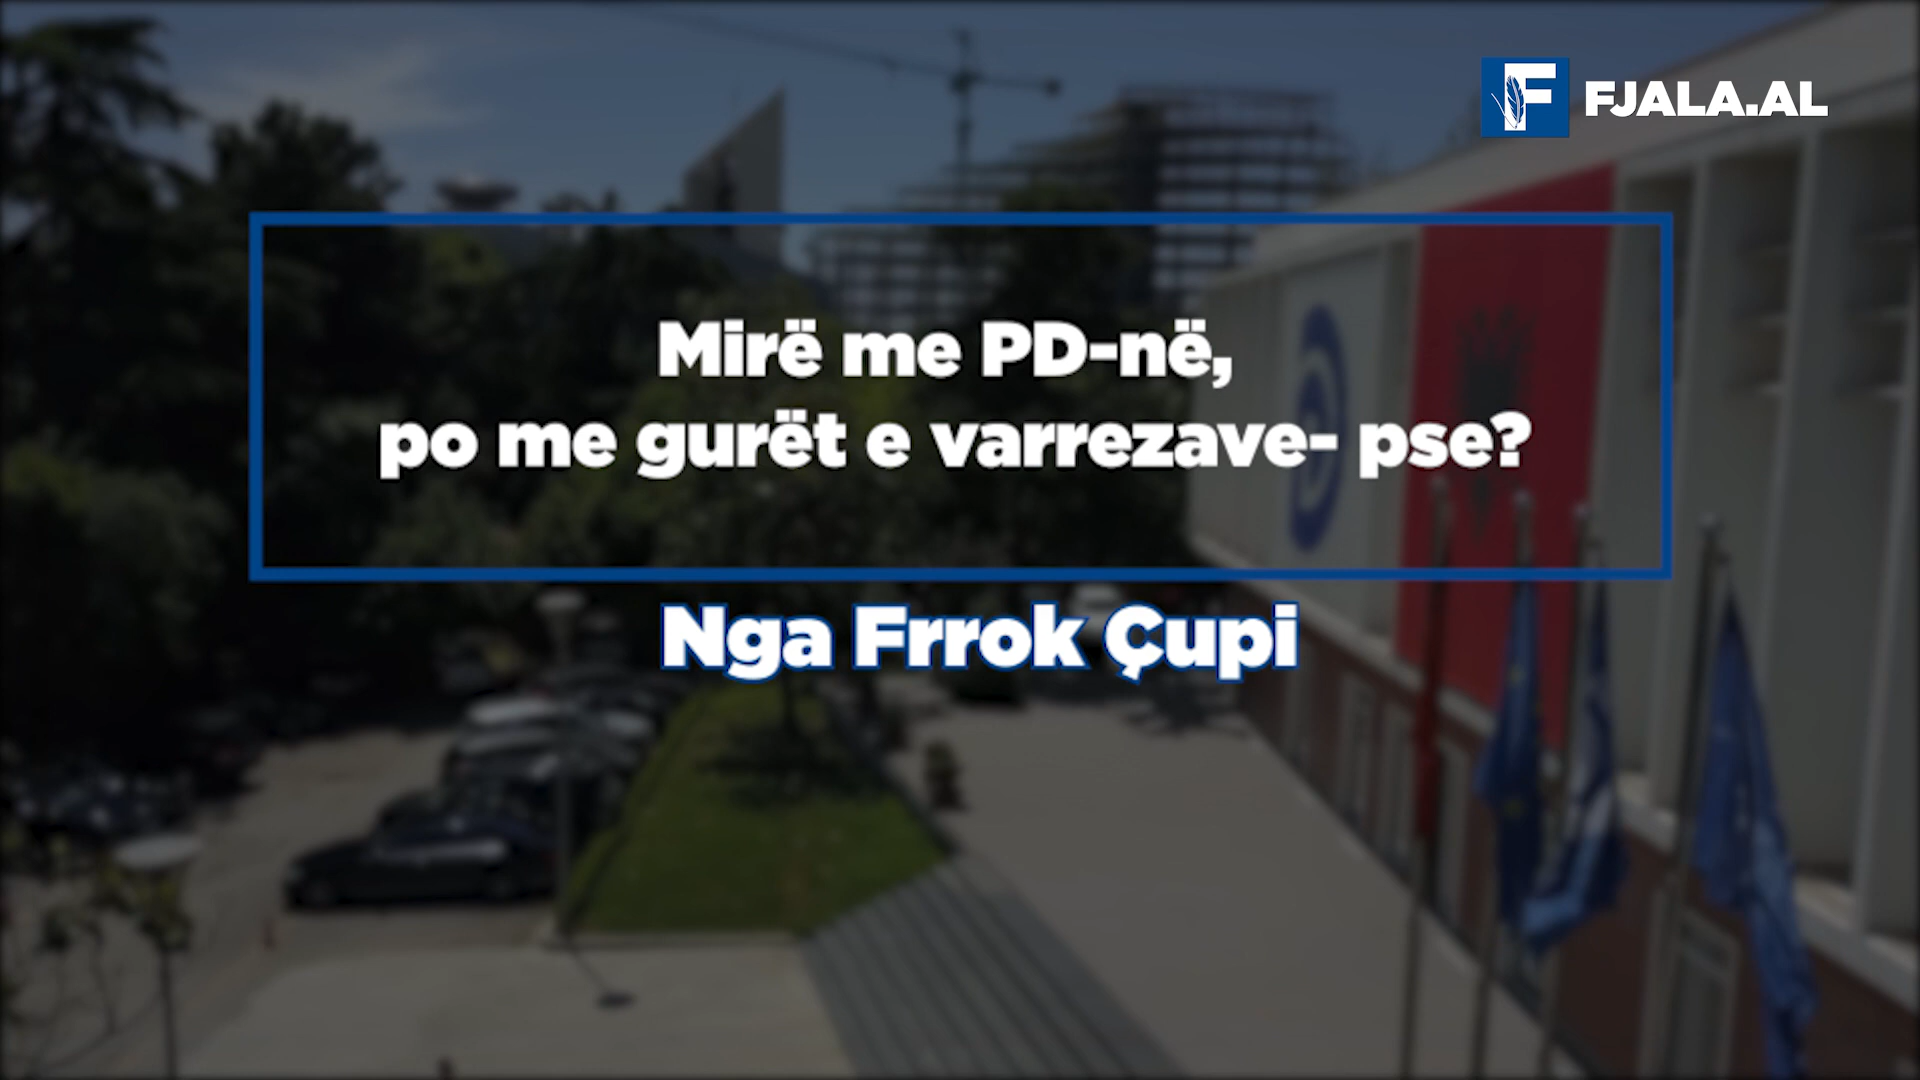 FJALA.AL
Mirë me PD-në,
po me gurët e varrezave- pse?
Nga Frrok Çupi